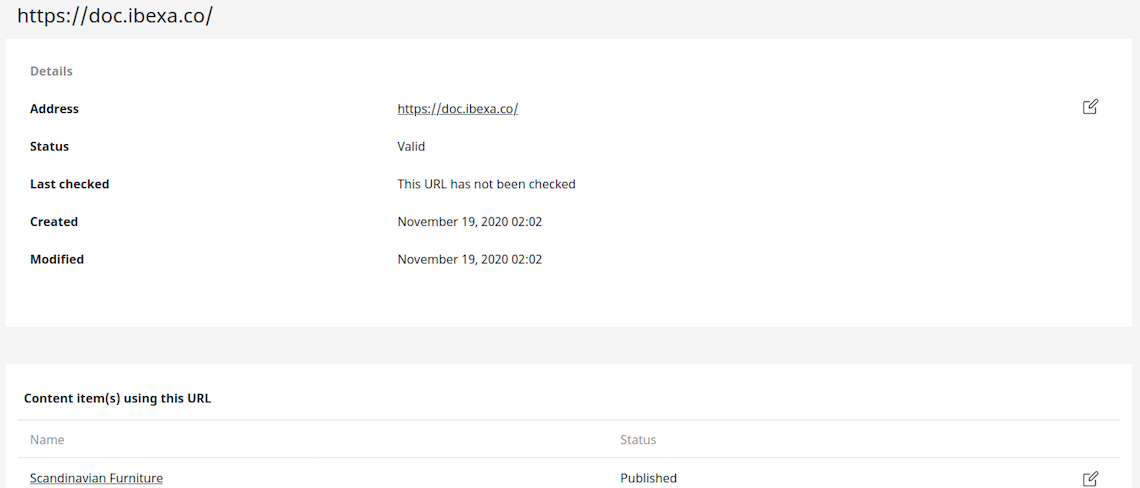 https://doc.ibexa.co/
Details
Address https://doc.ibexa.co/
Status Valid
Last checked This URL has not been checked
Created November 19, 2020 02:02
Modified November 19, 2020 02:02
Content item(s) using this URL
Name Status
Scandinavian Furniture Published